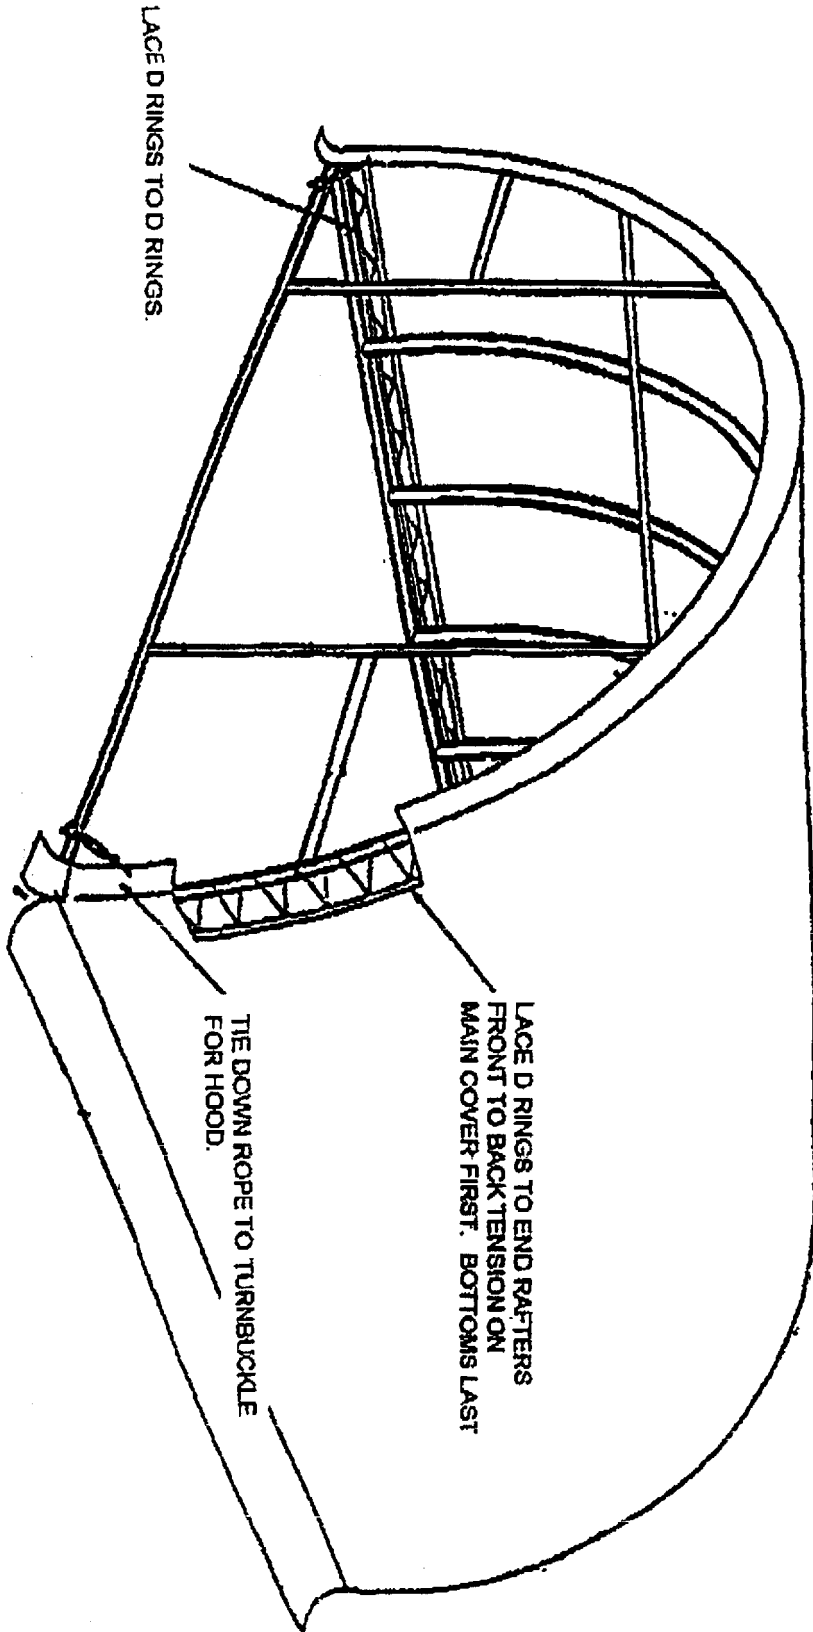 LACE D RINGS TO END RAFTERS
FRONT TO BACK TENSION ON
MAIN COVER FIRST.  BOTTOMS LAST
TIE DOWN ROPE TO TURNBUCKLE
FOR HOOD.
LACE D RINGS TO D RINGS.